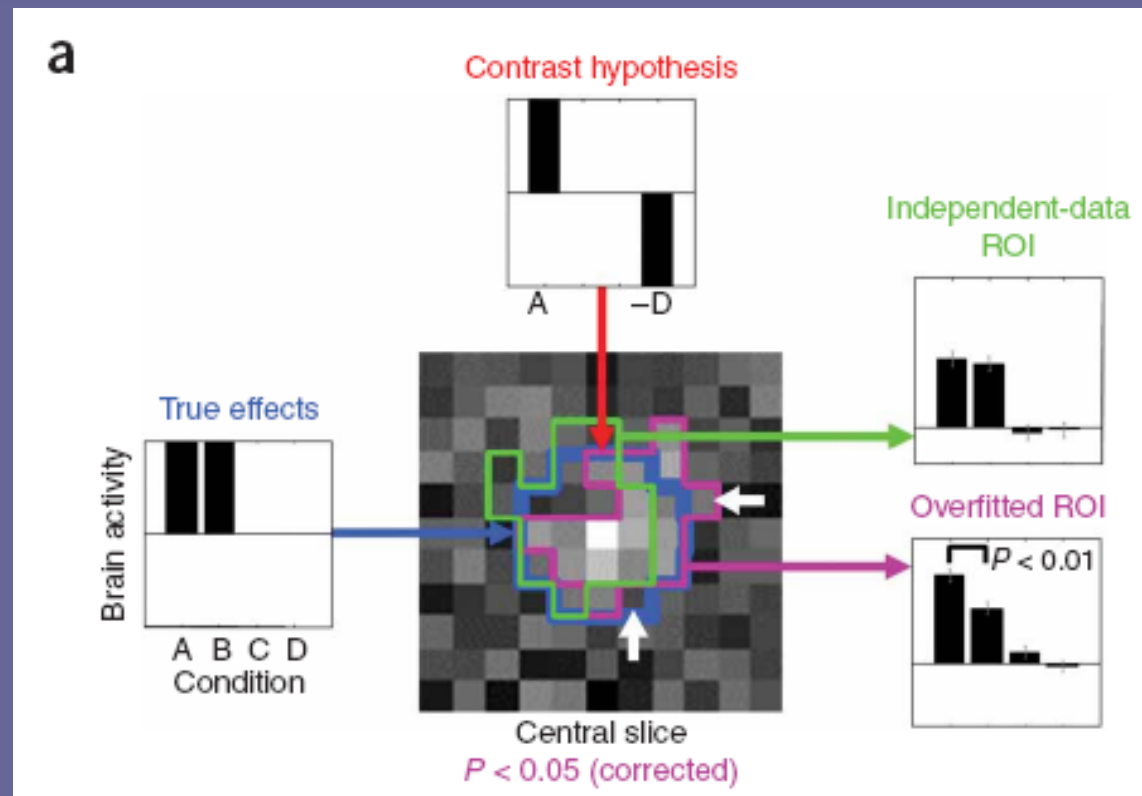 a
Contrast hypothesis
A –D
Independent-data
ROI
True effects
Brain activity
A B C D
Condition
Overfitted ROI
P < 0.01
Central slice
P < 0.05 (corrected)